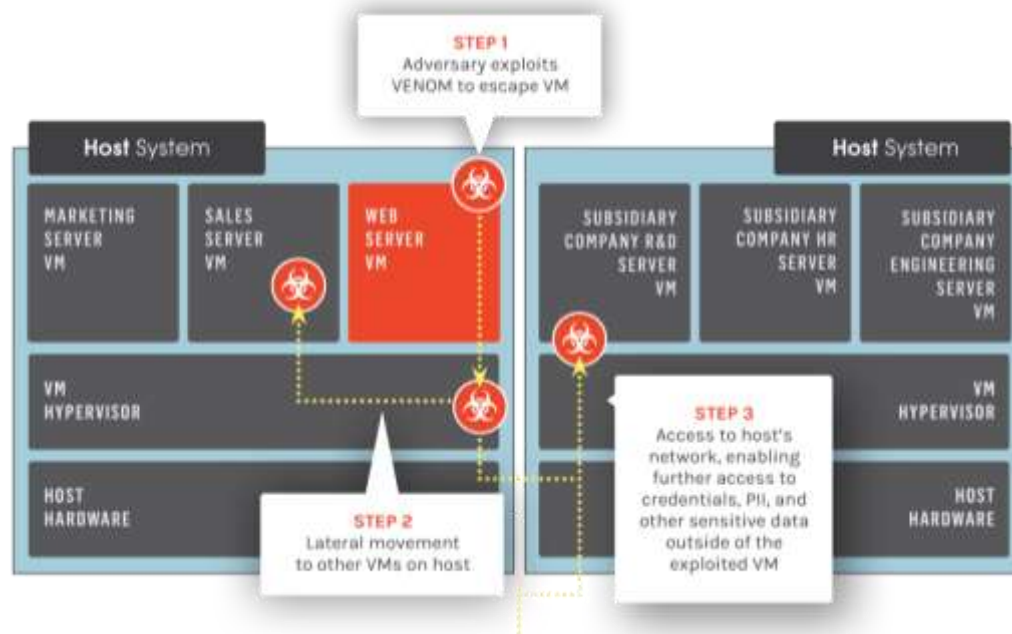 STEP 1
Adversary exploits
VENOM to escape VM
Host System
Host System
MARKETING
SERVER
VM
SALES
SERVER
VM
WEB
SERVER
VM
SUBSIDIARY
COMPANY R&D
SERVER
VM
SUBSIDIARY
COMPANY HR
SERVER
VM
SUBSIDIARY
COMPANY
ENGINEERING
SERVER
VM
VM
HYPERVISOR
VM
HYPERVISOR
STEP 3
Access to host's
network, enabling
further access to
credentials, PII, and
other sensitive data
outside of the
exploited VM
HOST
HARDWARE
HOST
HARDWARE
STEP 2
Lateral movement
to other VMs on host